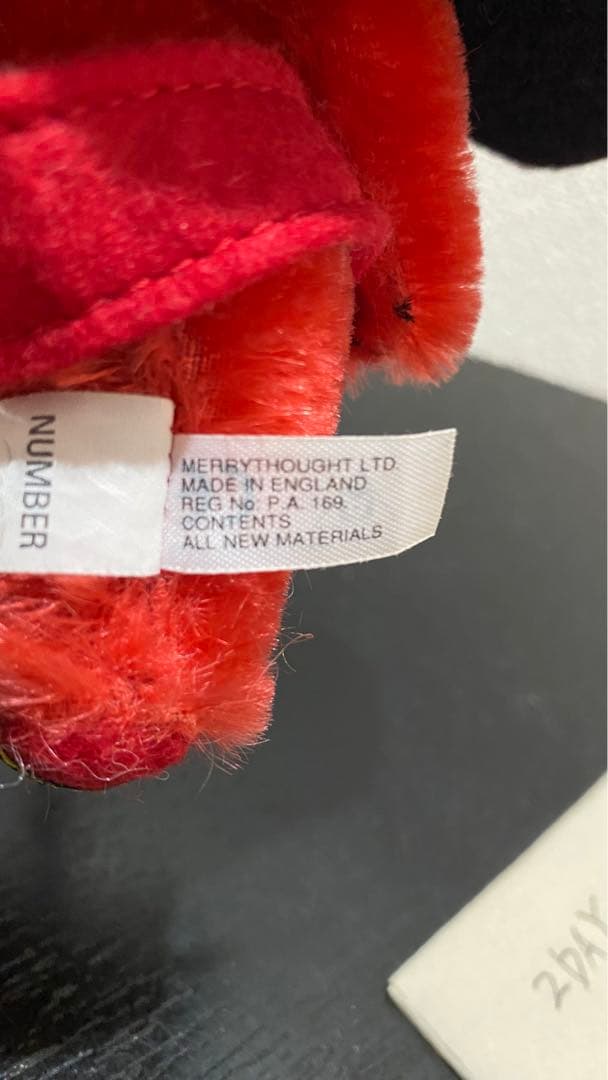 NUMBER
MERRYTHOUGHT LTD
MADE IN ENGLAND
REG No P.A. 169.
CONTENTS
ALL NEW MATERIALS